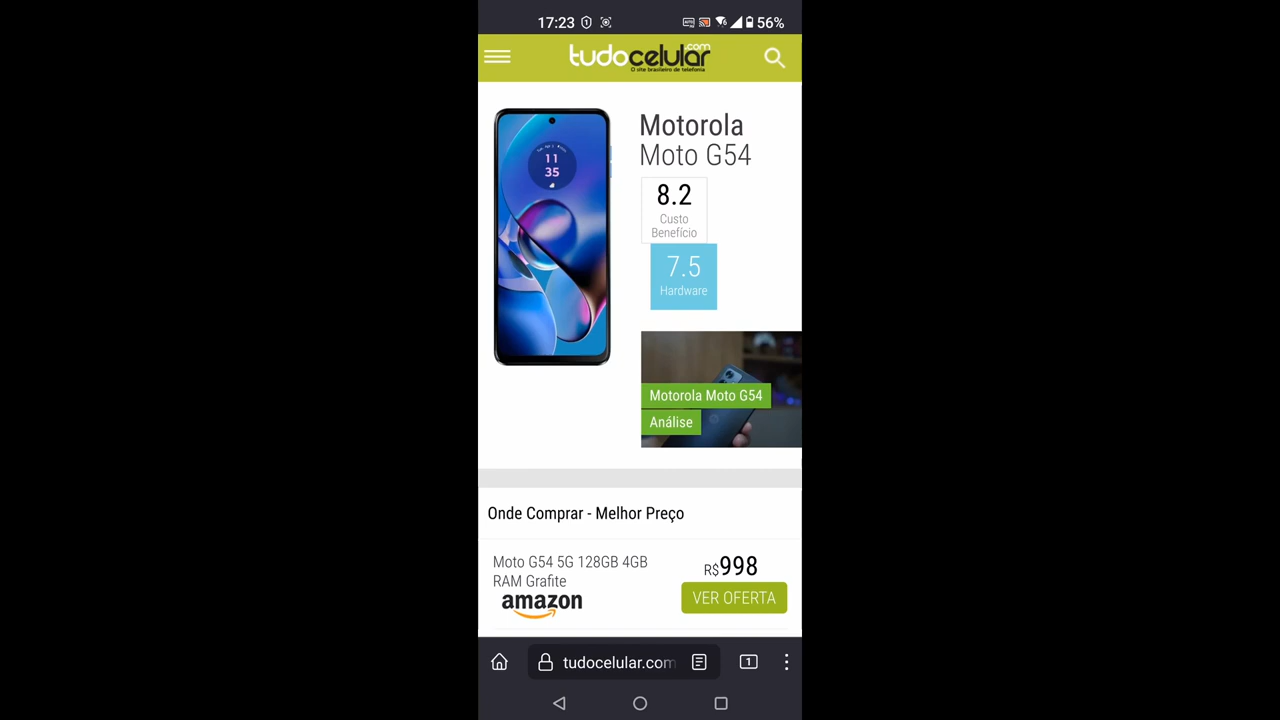 17:23
56%
tudocelular
.com
O site brasileiro de telefonia
11
35
Motorola
Moto G54
8.2
Custo
Benefício
7.5
Hardware
Motorola Moto G54
Análise
Onde Comprar - Melhor Preço
Moto G54 5G 128GB 4GB
RAM Grafite
amazon
R$998
VER OFERTA
tudocelular.com
1